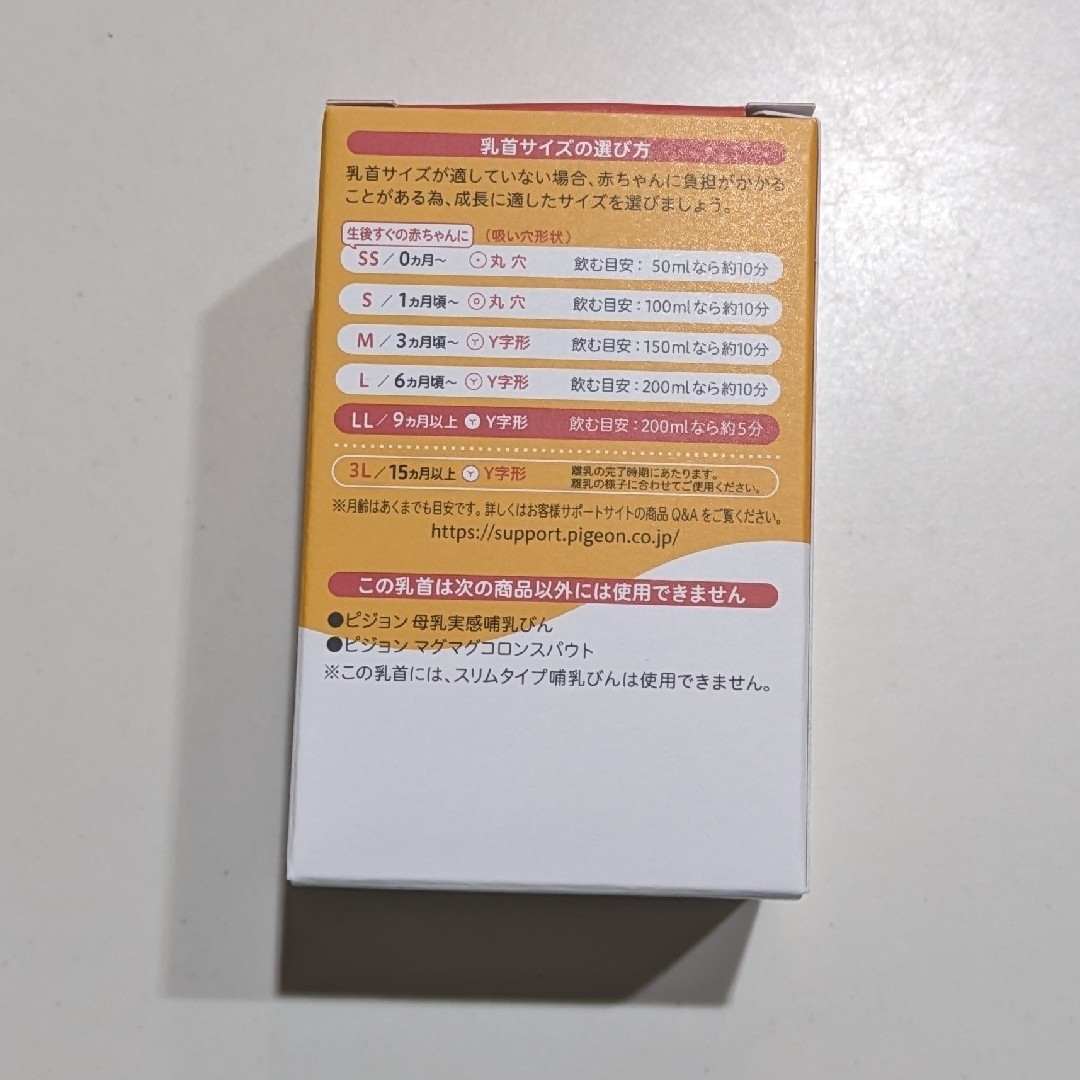 乳首サイズの選び方
乳首サイズが適していない場合、赤ちゃんに負担がかかる
ことがある為、成長に適したサイズを選びましょう。
生後すぐの赤ちゃんに (吸い穴形状)
SS/0ヵ月～ 丸穴 飲む目安：50mlなら約10分
S/1ヵ月頃～ 丸穴 飲む目安：100mlなら約10分
M/3ヵ月頃～ Y字形 飲む目安：150mlなら約10分
L/6ヵ月頃～ Y字形 飲む目安：200mlなら約10分
LL/9ヵ月以上 Y字形 飲む目安：200mlなら約5分
3L/15ヵ月以上 Y字形 離乳の完了時期にあたります。
離乳の様子に合わせてご使用ください。
※月齢はあくまでも目安です。詳しくはお客様サポートサイトの商品Q&Aをご覧ください。
https://support.pigeon.co.jp/
この乳首は次の商品以外には使用できません
●ピジョン 母乳実感哺乳びん
●ピジョン マグマグコロンスパウト
※この乳首には、スリムタイプ哺乳びんは使用できません。